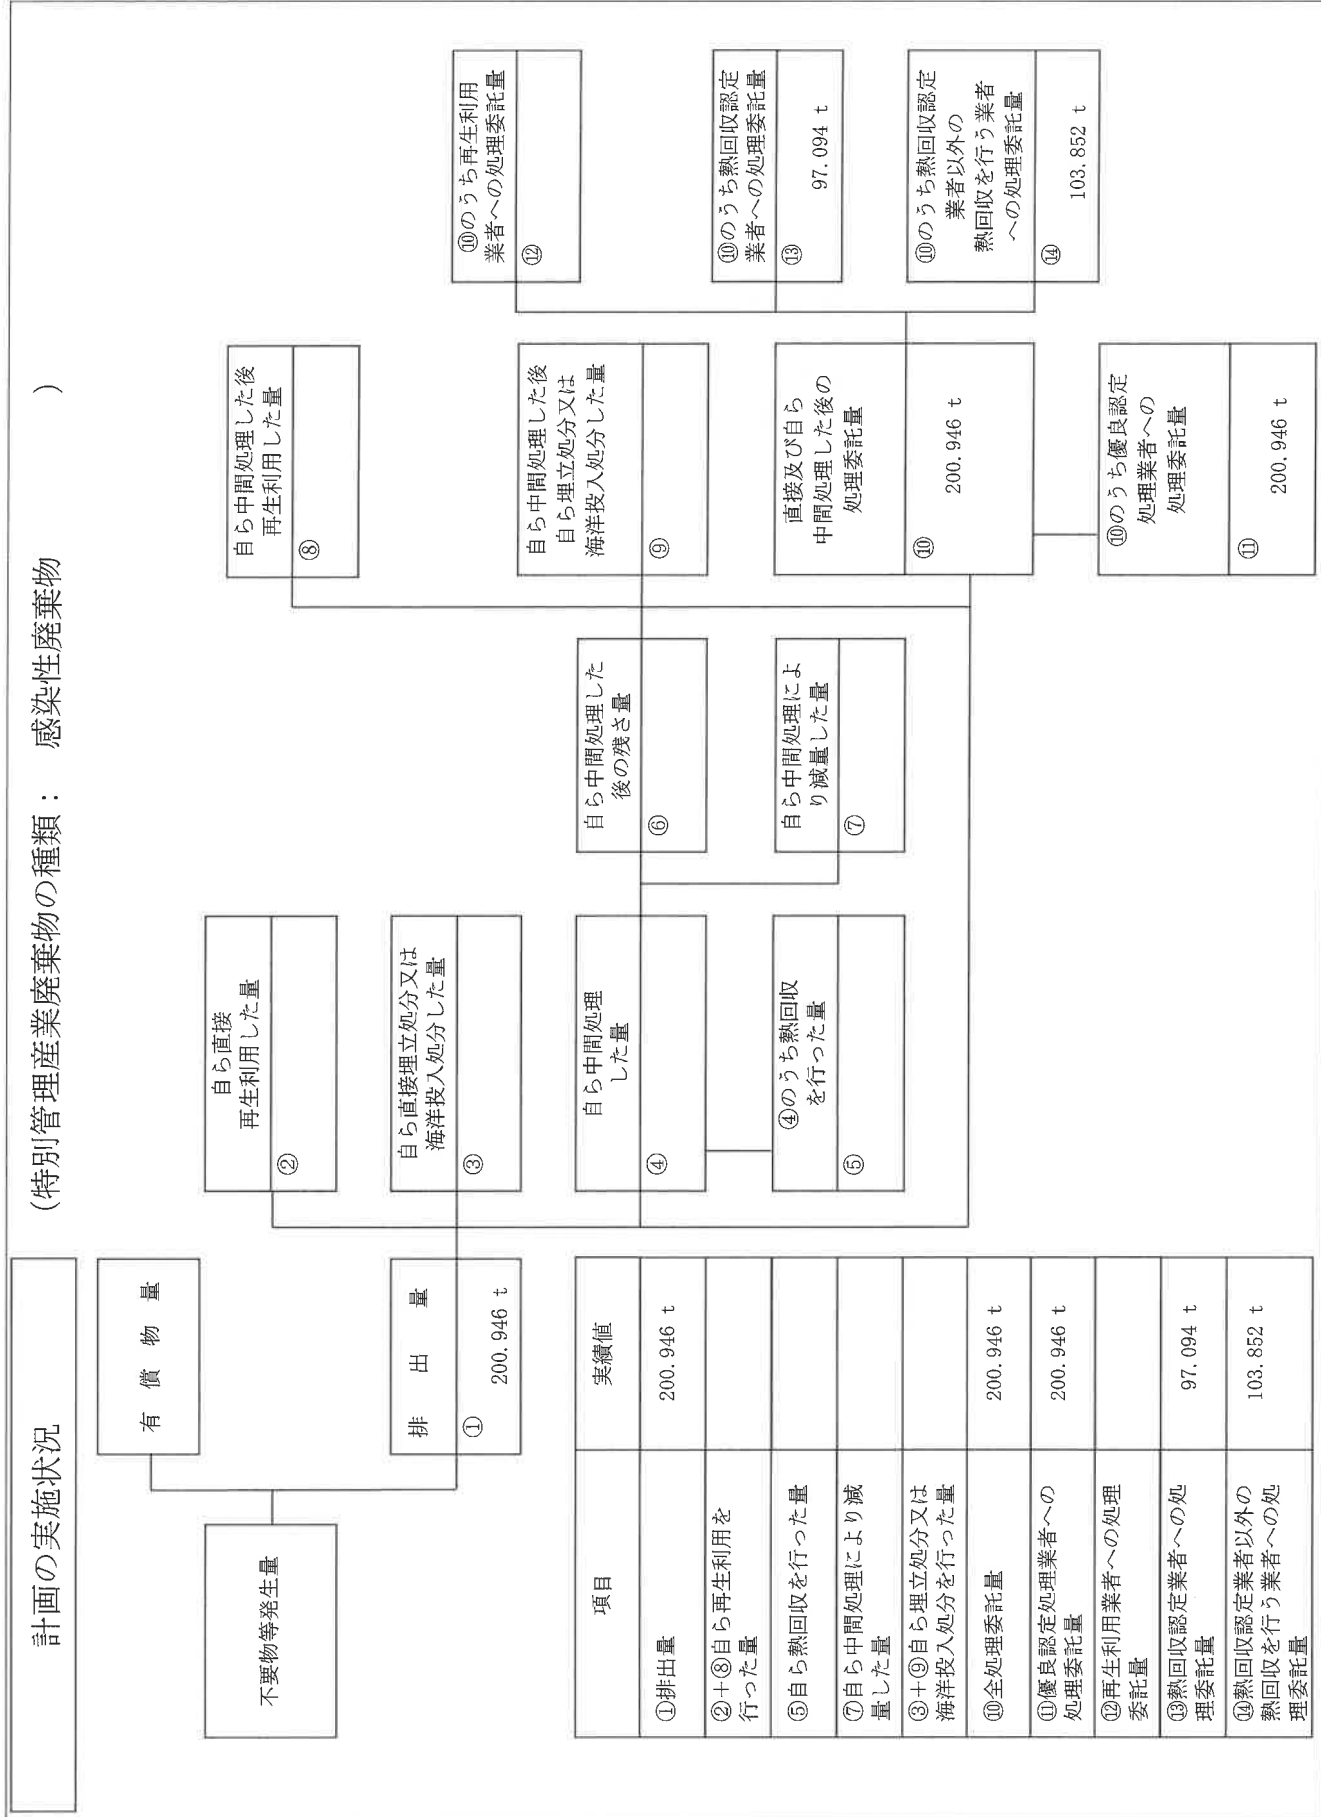 計画の実施状況
(特別管理産業廃棄物の種類： 感染性廃棄物 )
不要物等発生量
有償物量
排出量
①
200.946 t
自ら直接
再生利用した量
②
自ら直接埋立処分又は
海洋投入処分した量
③
自ら中間処理
した量
④
④のうち熱回収
を行った量
⑤
自ら中間処理した
後の残さ量
⑥
自ら中間処理によ
り減量した量
⑦
自ら中間処理した後
再生利用した量
⑧
自ら中間処理した後
自ら埋立処分又は
海洋投入処分した量
⑨
直接及び自ら
中間処理した後の
処理委託量
⑩
200.946 t
⑩のうち優良認定
処理業者への
処理委託量
⑪
200.946 t
⑩のうち再生利用
業者への処理委託量
⑫
⑩のうち熱回収認定
業者への処理委託量
⑬
97.094 t
⑩のうち熱回収認定
業者以外の
熱回収を行う業者
への処理委託量
⑭
103.852 t
項目 実績値
①排出量 200.946 t
②＋⑧自ら再生利用を
行った量
⑤自ら熱回収を行った量
⑦自ら中間処理により減
量した量
③＋⑨自ら埋立処分又は
海洋投入処分を行った量
⑩全処理委託量 200.946 t
⑪優良認定処理業者への
処理委託量 200.946 t
⑫再生利用業者への処理
委託量
⑬熱回収認定業者への処
理委託量 97.094 t
⑭熱回収認定業者以外の
熱回収を行う業者への処
理委託量 103.852 t